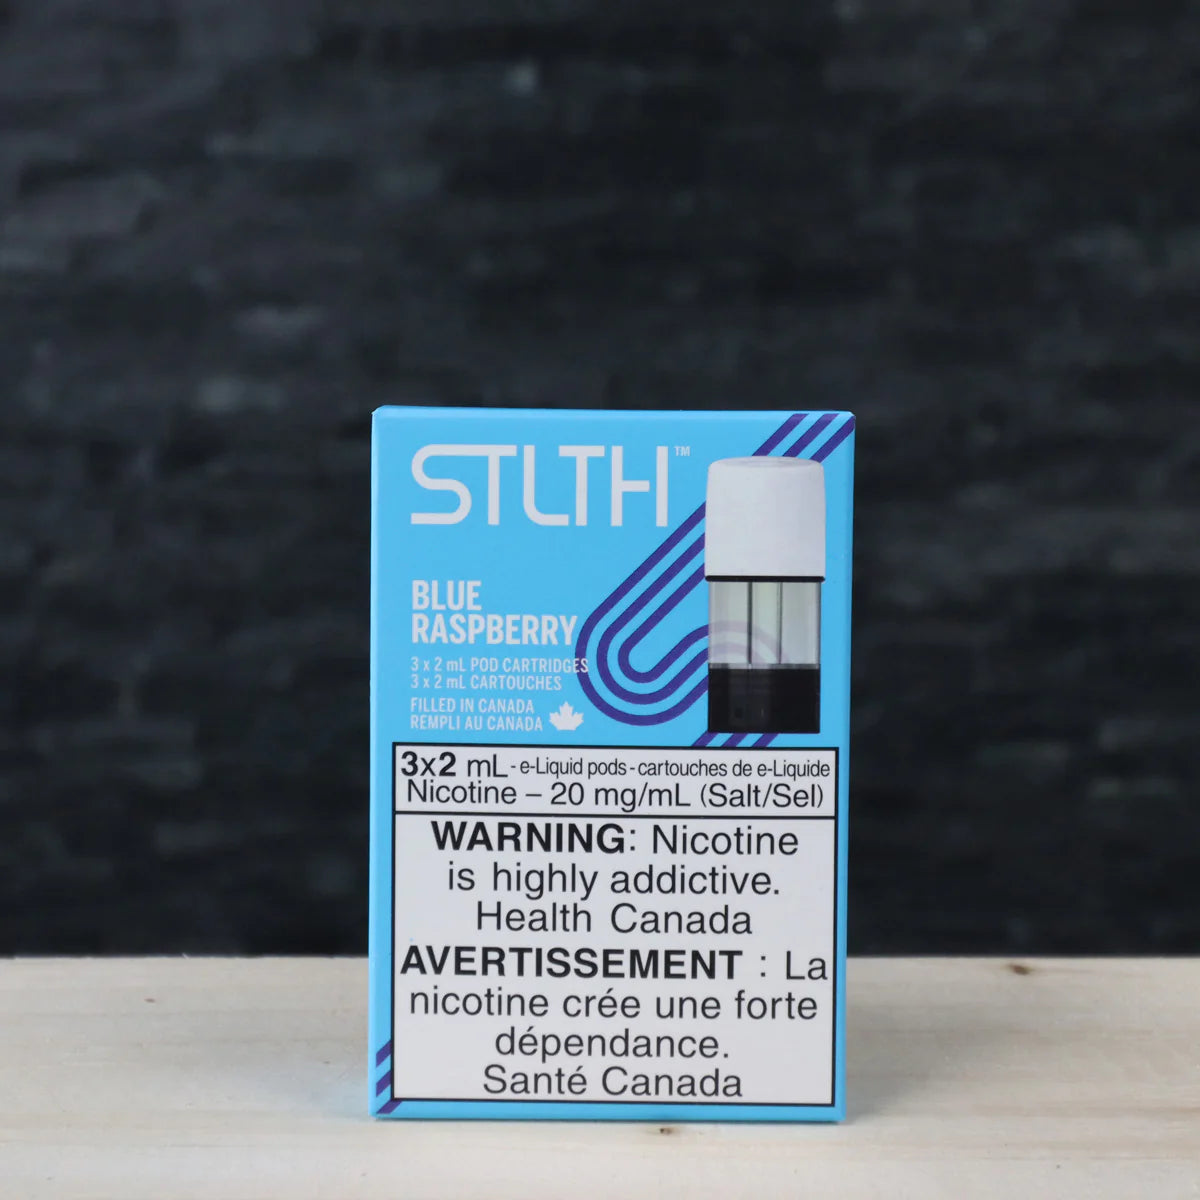 STLTH™
BLUE
RASPBERRY
3 x 2 mL POD CARTRIDGES
3 x 2 mL CARTOUCHES
FILLED IN CANADA
REMPLI AU CANADA
3x2 mL - e-Liquid pods - cartouches de e-Liquide
Nicotine – 20 mg/mL (Salt/Sel)
WARNING: Nicotine
is highly addictive.
Health Canada
AVERTISSEMENT : La
nicotine crée une forte
dépendance.
Santé Canada